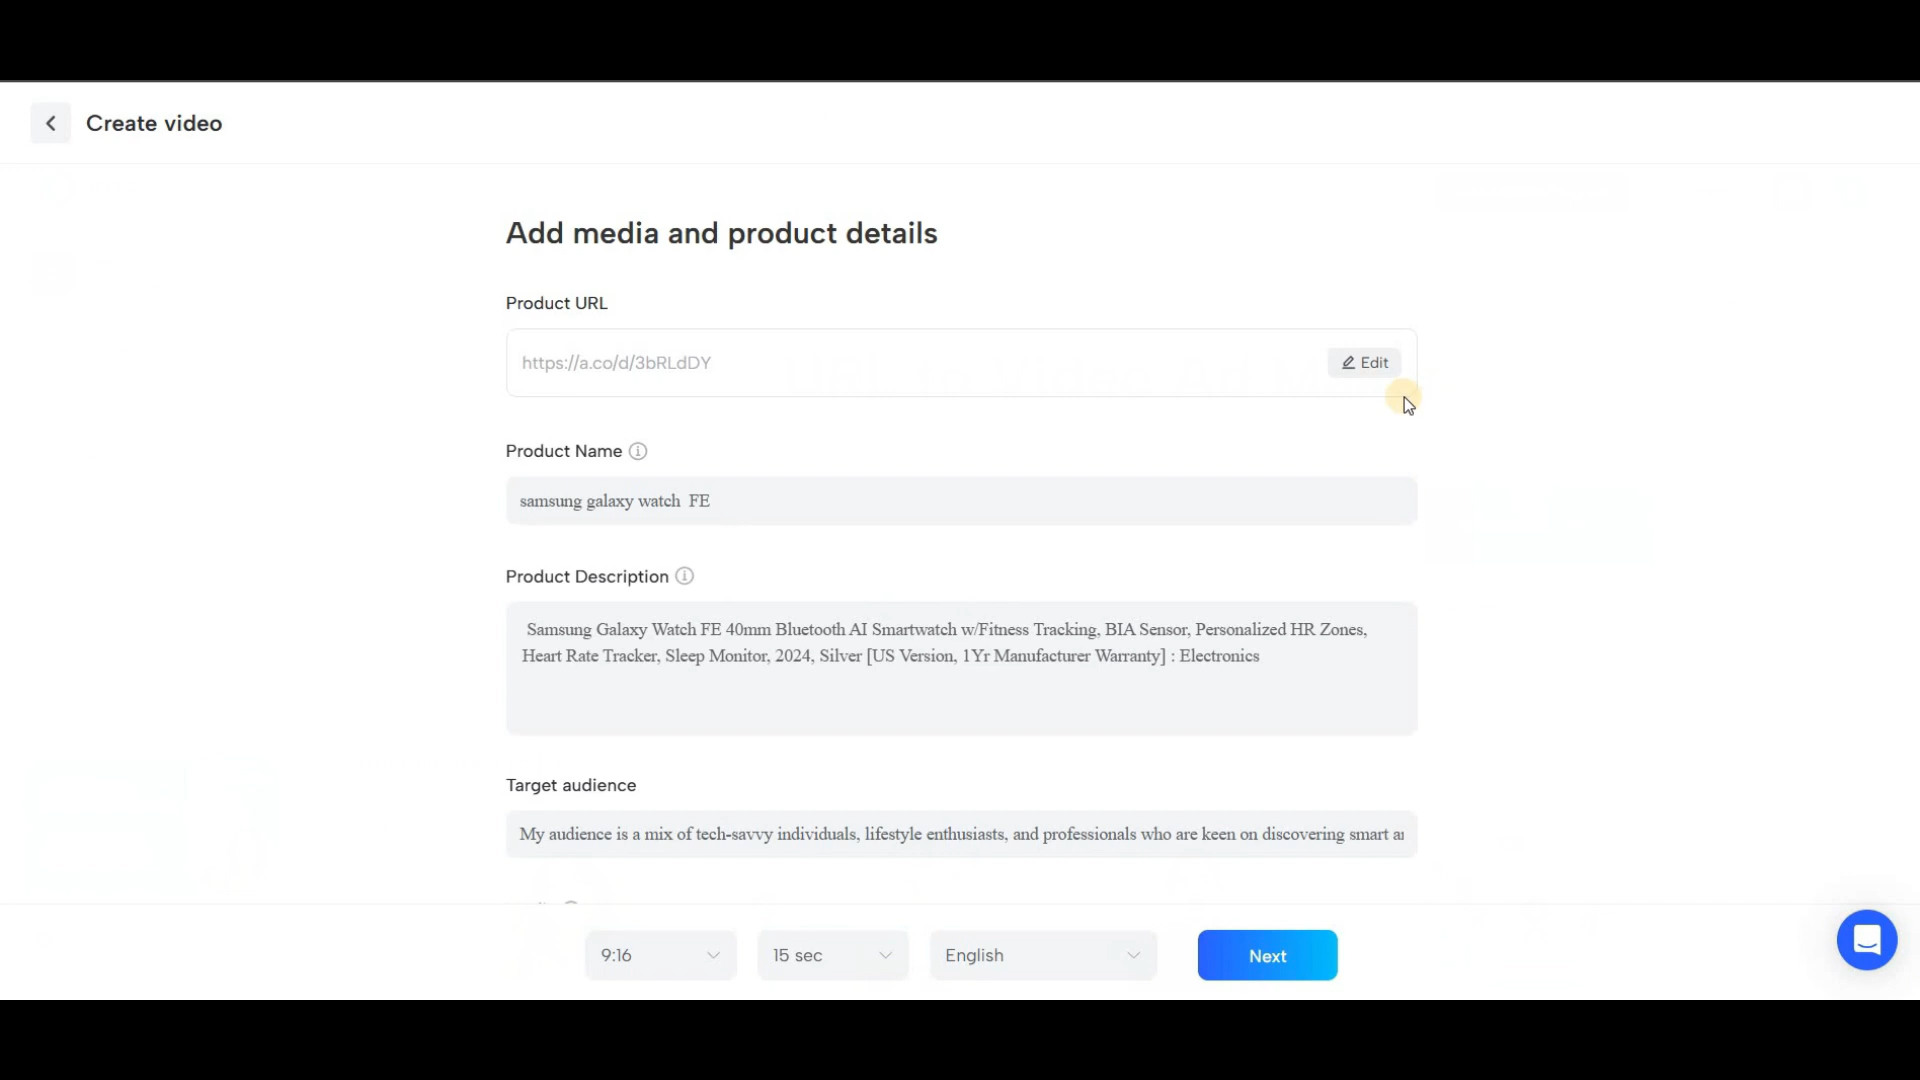 Create video
Add media and product details
Product URL
https://a.co/d/3bRLdDY
Edit
Product Name
samsung galaxy watch  FE
Product Description
Samsung Galaxy Watch FE 40mm Bluetooth AI Smartwatch w/Fitness Tracking, BIA Sensor, Personalized HR Zones,
Heart Rate Tracker, Sleep Monitor, 2024, Silver [US Version, 1Yr Manufacturer Warranty] : Electronics
Target audience
My audience is a mix of tech-savvy individuals, lifestyle enthusiasts, and professionals who are keen on discovering smart
9:16
15 sec
English
Next